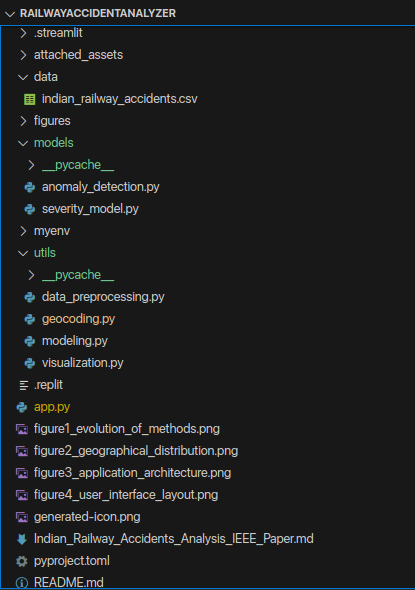 RAILWAYACCIDENTANALYZER
.streamlit
attached_assets
data
indian_railway_accidents.csv
figures
models
__pycache__
anomaly_detection.py
severity_model.py
myenv
utils
__pycache__
data_preprocessing.py
geocoding.py
modeling.py
visualization.py
.replit
app.py
figure1_evolution_of_methods.png
figure2_geographical_distribution.png
figure3_application_architecture.png
figure4_user_interface_layout.png
generated-icon.png
Indian_Railway_Accidents_Analysis_IEEE_Paper.md
pyproject.toml
README.md